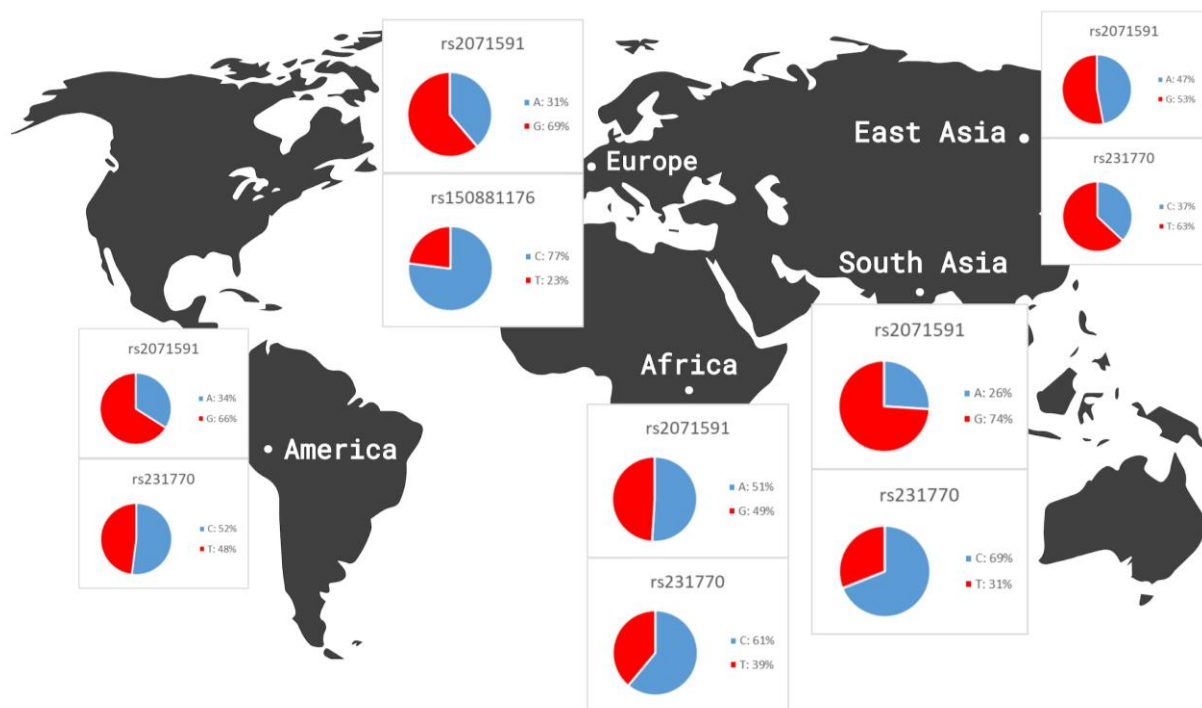 rs2071591
A: 31%
G: 69%
rs150881176
C: 77%
T: 23%
Europe
East Asia
rs2071591
A: 47%
G: 53%
rs231770
C: 37%
T: 63%
South Asia
rs2071591
A: 26%
G: 74%
rs231770
C: 69%
T: 31%
Africa
rs2071591
A: 51%
G: 49%
rs231770
C: 61%
T: 39%
America
rs2071591
A: 34%
G: 66%
rs231770
C: 52%
T: 48%